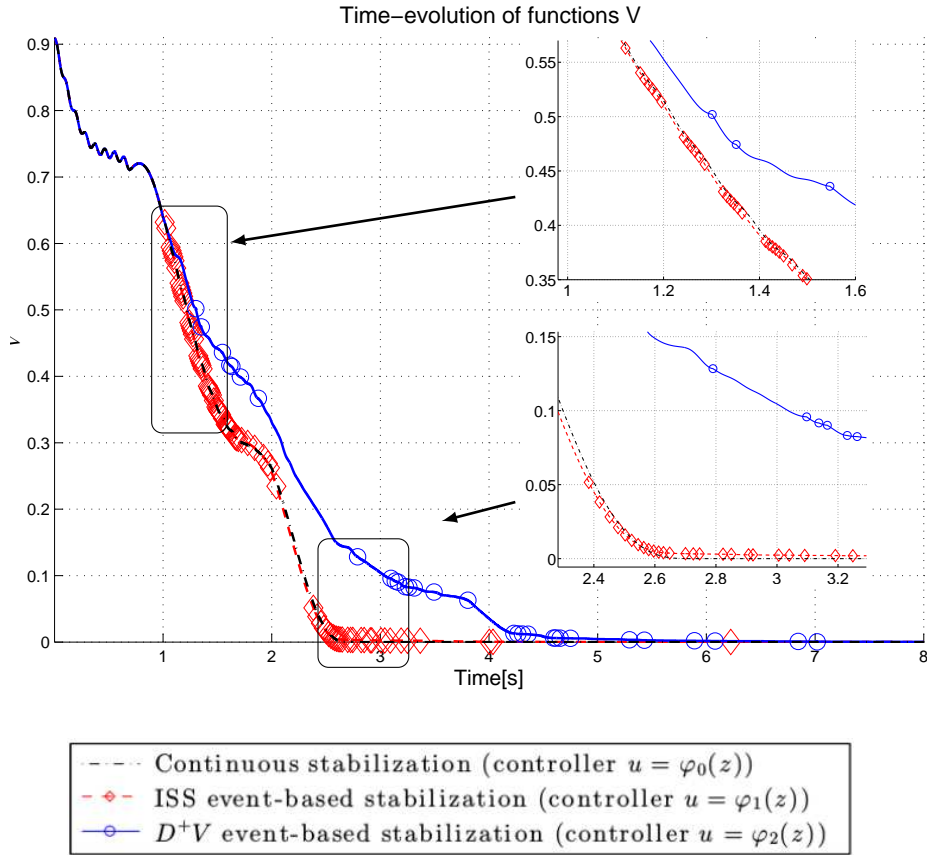 Time−evolution of functions V
0.9
0.8
0.7
0.6
0.5
0.4
0.3
0.2
0.1
0
v
0 1 2 3 4 5 6 7 8
Time[s]
0.55
0.5
0.45
0.4
0.35
1 1.2 1.4 1.6
0.15
0.1
0.05
0
2.4 2.6 2.8 3 3.2
Continuous stabilization (controller u = φ₀(z))
ISS event-based stabilization (controller u = φ₁(z))
D⁺V event-based stabilization (controller u = φ₂(z))